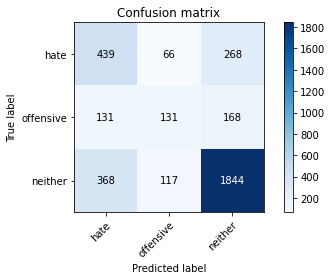 Confusion matrix
True label
hate 439 66 268
offensive 131 131 168
neither 368 117 1844
hate offensive neither
Predicted label
1800
1600
1400
1200
1000
800
600
400
200